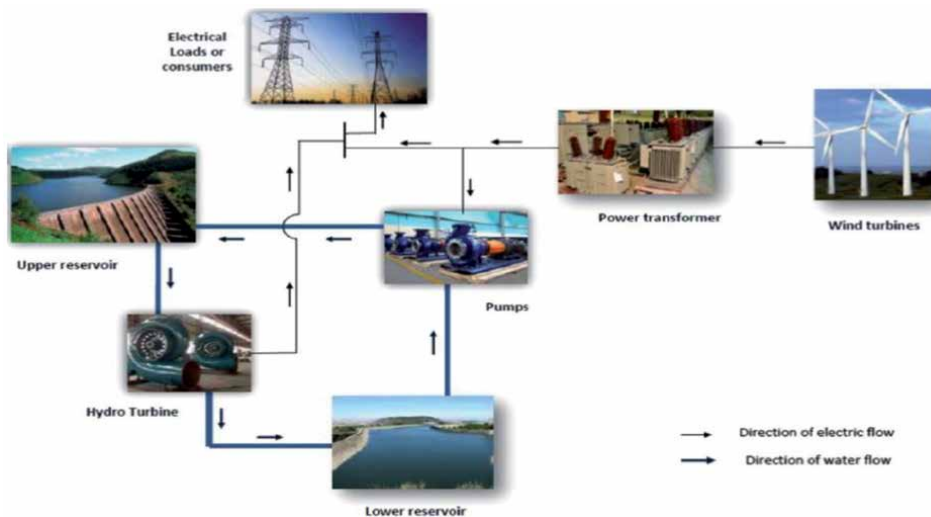 Electrical
Loads or
consumers
Power transformer
Wind turbines
Upper reservoir
Pumps
Hydro Turbine
Direction of electric flow
Direction of water flow
Lower reservoir